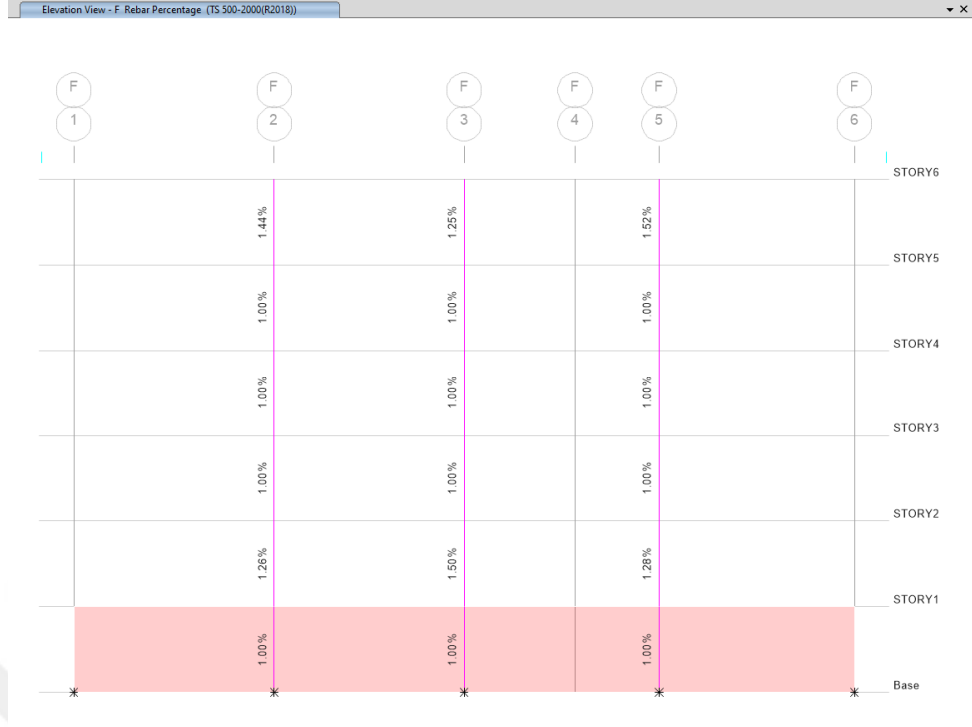 Elevation View - F Rebar Percentage (TS 500-2000(R2018))
F F F F F F
1 2 3 4 5 6
STORY6
1.44% 1.25% 1.52%
STORY5
1.00% 1.00% 1.00%
STORY4
1.00% 1.00% 1.00%
STORY3
1.00% 1.00% 1.00%
STORY2
1.26% 1.50% 1.28%
STORY1
1.00% 1.00% 1.00%
Base